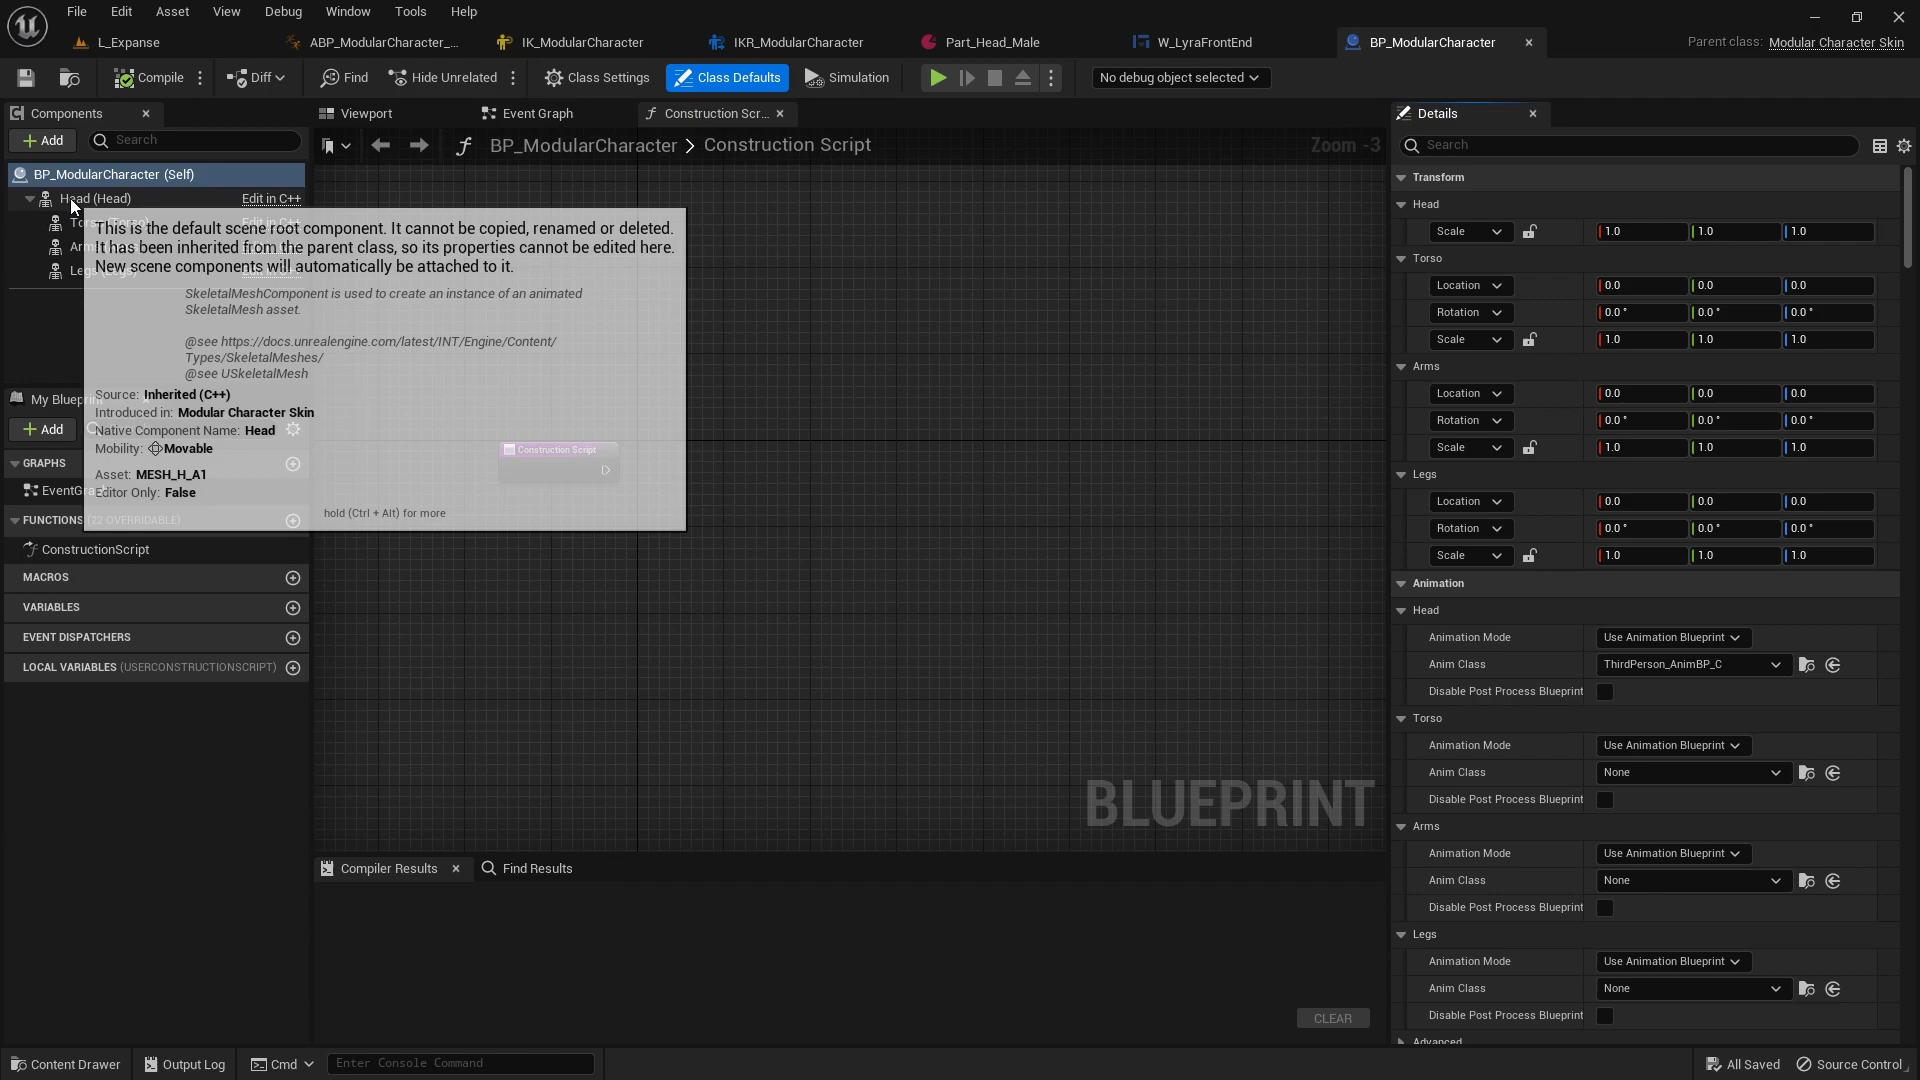 File Edit Asset View Debug Window Tools Help
L_Expanse ABP_ModularCharacter_... IK_ModularCharacter IKR_ModularCharacter Part_Head_Male W_LyraFrontEnd BP_ModularCharacter Parent class: Modular Character Skin
Compile Diff Find Hide Unrelated Class Settings Class Defaults Simulation No debug object selected
Components
Add Search
BP_ModularCharacter (Self)
Head (Head) Edit in C++
Viewport Event Graph Construction Scr...
BP_ModularCharacter > Construction Script Zoom -3
This is the default scene root component. It cannot be copied, renamed or deleted.
It has been inherited from the parent class, so its properties cannot be edited here.
New scene components will automatically be attached to it.
SkeletalMeshComponent is used to create an instance of an animated
SkeletalMesh asset.
@see https://docs.unrealengine.com/latest/INT/Engine/Content/
Types/SkeletalMeshes/
@see USkeletalMesh
Source: Inherited (C++)
Introduced in: Modular Character Skin
Native Component Name: Head
Mobility: Movable
Asset: MESH_H_A1
Editor Only: False
hold (Ctrl + Alt) for more
Construction Script
My Blueprint
Add
GRAPHS
EventGra
FUNCTIONS (22 OVERRIDABLE)
ConstructionScript
MACROS
VARIABLES
EVENT DISPATCHERS
LOCAL VARIABLES (USERCONSTRUCTIONSCRIPT)
BLUEPRINT
Compiler Results Find Results
CLEAR
Details
Search
Transform
Head
Scale 1.0 1.0 1.0
Torso
Location 0.0 0.0 0.0
Rotation 0.0 ° 0.0 ° 0.0 °
Scale 1.0 1.0 1.0
Arms
Location 0.0 0.0 0.0
Rotation 0.0 ° 0.0 ° 0.0 °
Scale 1.0 1.0 1.0
Legs
Location 0.0 0.0 0.0
Rotation 0.0 ° 0.0 ° 0.0 °
Scale 1.0 1.0 1.0
Animation
Head
Animation Mode Use Animation Blueprint
Anim Class ThirdPerson_AnimBP_C
Disable Post Process Blueprint
Torso
Animation Mode Use Animation Blueprint
Anim Class None
Disable Post Process Blueprint
Arms
Animation Mode Use Animation Blueprint
Anim Class None
Disable Post Process Blueprint
Legs
Animation Mode Use Animation Blueprint
Anim Class None
Disable Post Process Blueprint
Advanced
Content Drawer Output Log Cmd Enter Console Command All Saved Source Control